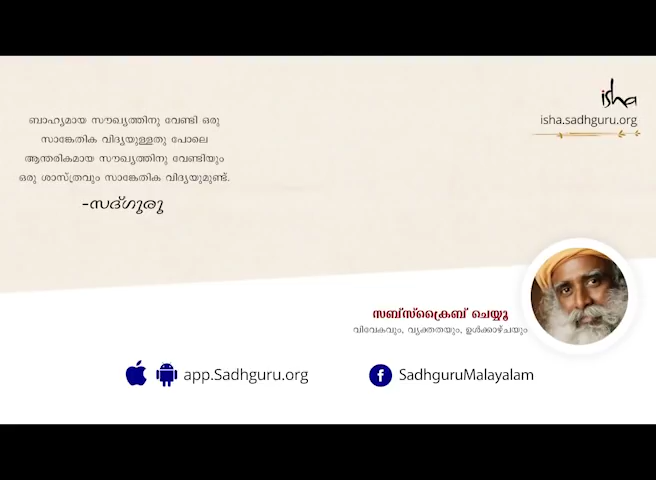 ബാഹ്യമായ സൗഖ്യത്തിനു വേണ്ടി ഒരു
സാങ്കേതിക വിദ്യയുള്ളതു പോലെ
ആന്തരികമായ സൗഖ്യത്തിനു വേണ്ടിയും
ഒരു ശാസ്ത്രവും സാങ്കേതിക വിദ്യയുമുണ്ട്.
-സദ്ഗുരു
isha
isha.sadhguru.org
സബ്സ്ക്രൈബ് ചെയ്യൂ
വിവേകവും, വ്യക്തതയും, ഉൾക്കാഴ്ചയും
app.Sadhguru.org
SadhguruMalayalam